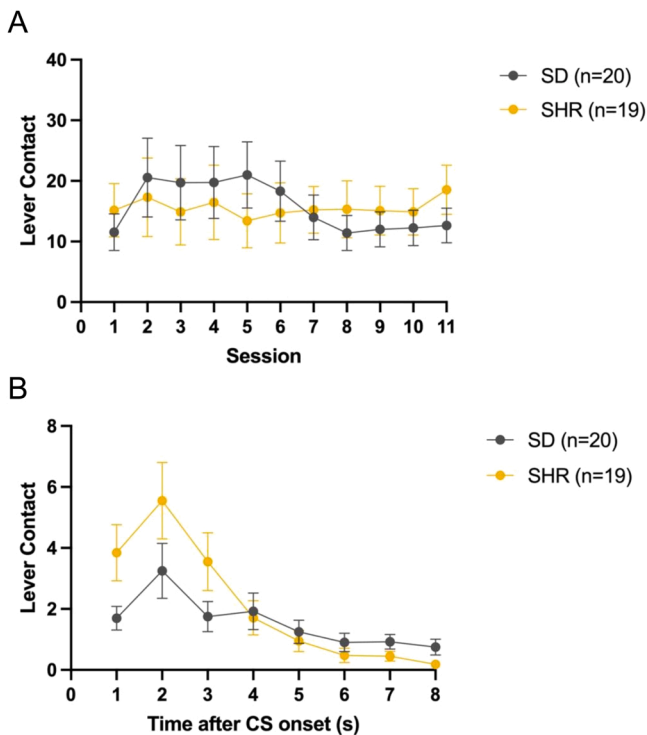 A
40
30
20
10
0
Lever Contact
0 1 2 3 4 5 6 7 8 9 10 11
Session
SD (n=20)
SHR (n=19)
B
8
6
4
2
0
Lever Contact
0 1 2 3 4 5 6 7 8
Time after CS onset (s)
SD (n=20)
SHR (n=19)